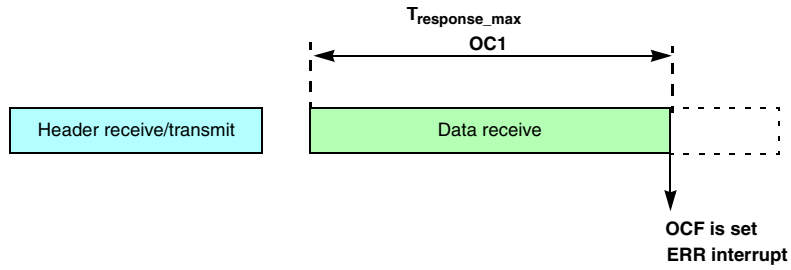 Tresponse_max
OC1
Header receive/transmit
Data receive
OCF is set
ERR interrupt